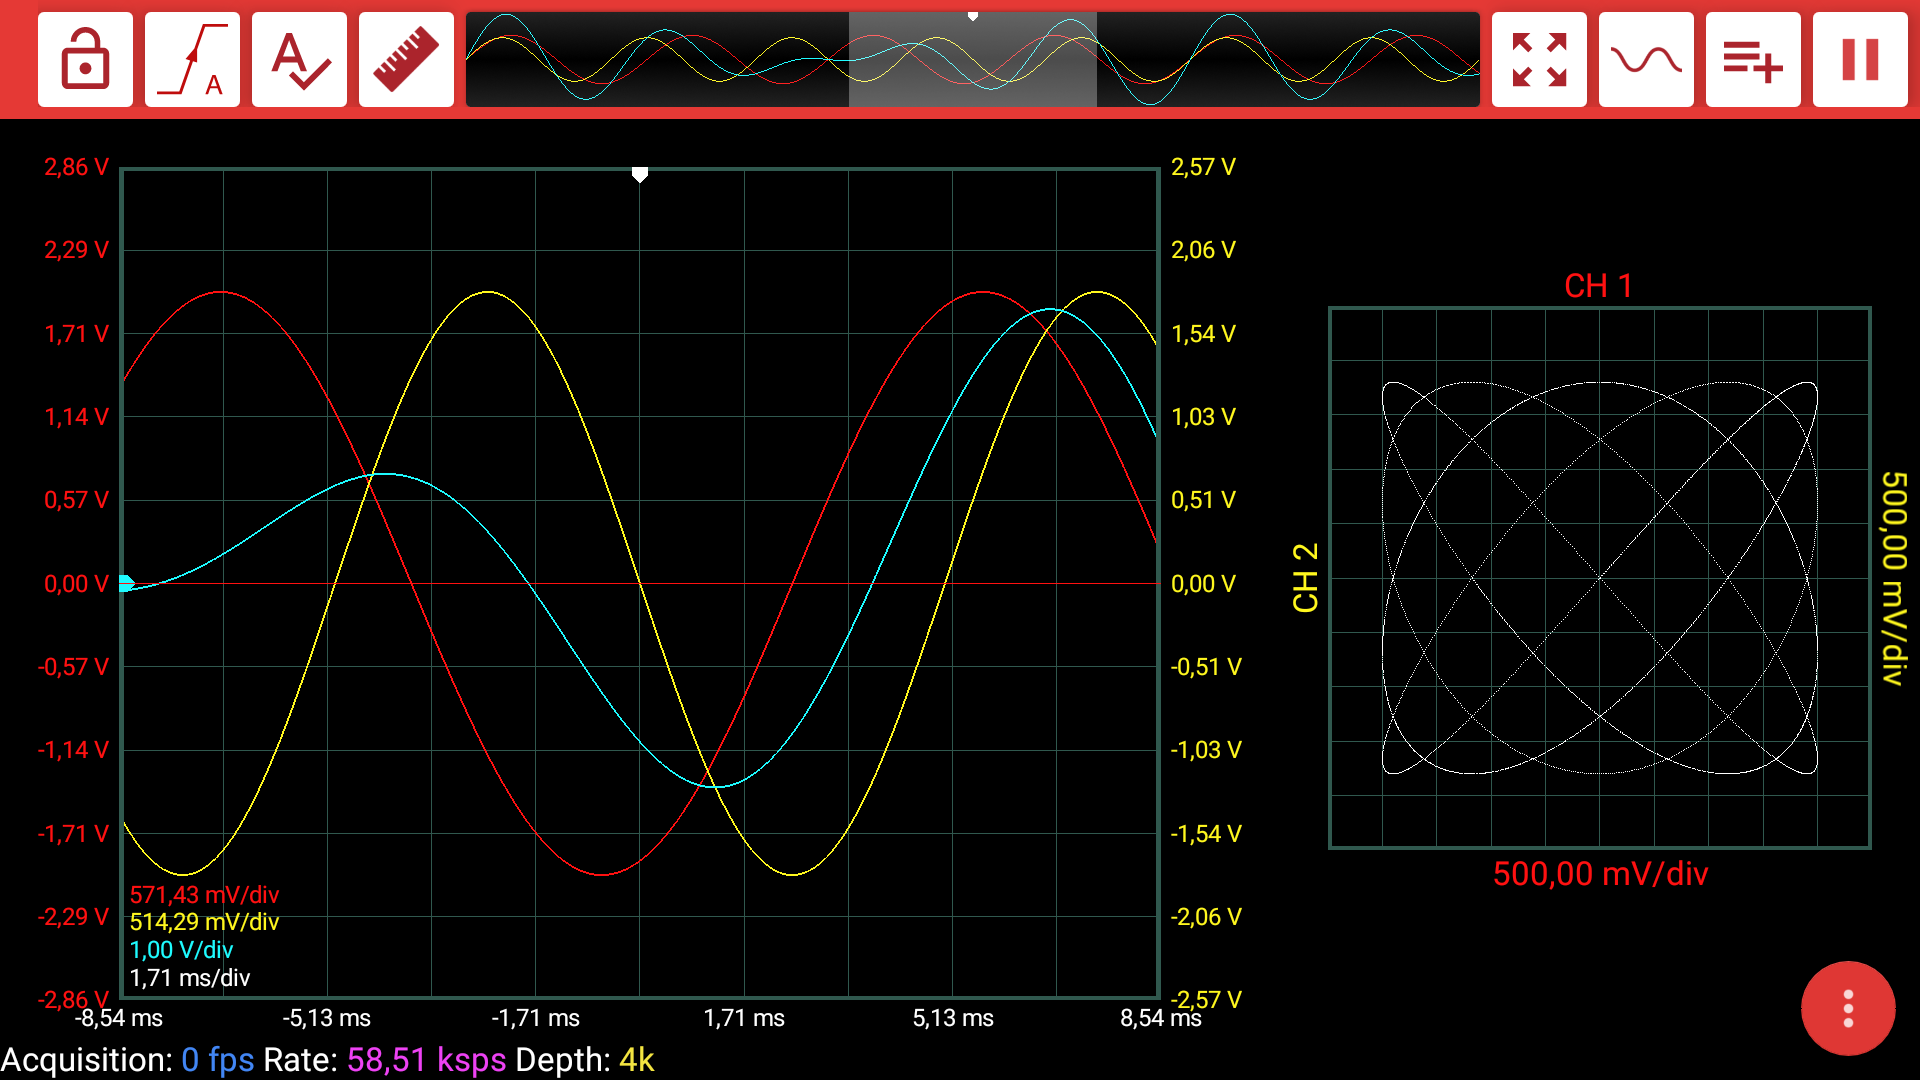 A
A
2,86 V
2,29 V
1,71 V
1,14 V
0,57 V
0,00 V
-0,57 V
-1,14 V
-1,71 V
-2,29 V
-2,86 V
571,43 mV/div
514,29 mV/div
1,00 V/div
1,71 ms/div
2,57 V
2,06 V
1,54 V
1,03 V
0,51 V
0,00 V
-0,51 V
-1,03 V
-1,54 V
-2,06 V
-2,57 V
-8,54 ms
-5,13 ms
-1,71 ms
1,71 ms
5,13 ms
8,54 ms
CH 1
CH 2
500,00 mV/div
500,00 mV/div
Acquisition: 0 fps Rate: 58,51 ksps Depth: 4k